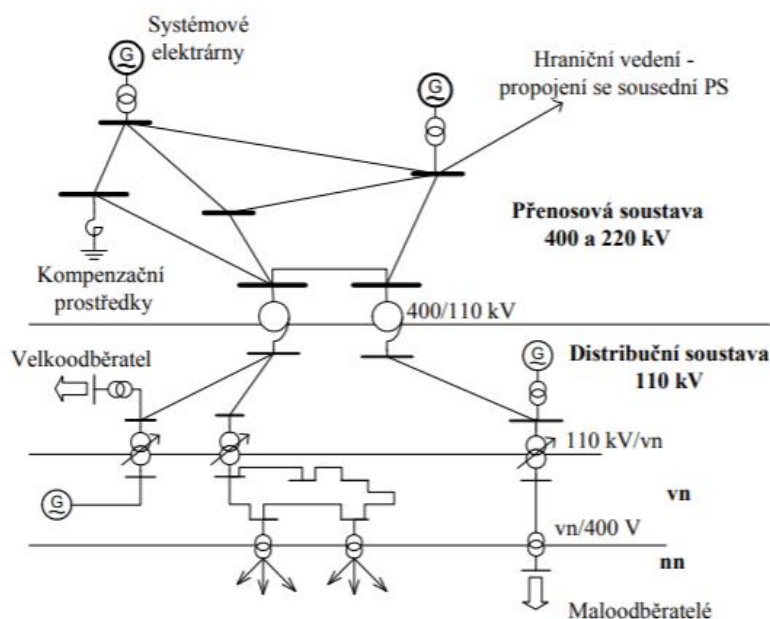 Systémové
elektrárny
G
G
Hraniční vedení -
propojení se sousední PS
Přenosová soustava
400 a 220 kV
Kompenzační
prostředky
400/110 kV
Velkoodběratel
G
Distribuční soustava
110 kV
110 kV/vn
G
vn
vn/400 V
nn
Maloodběratelé